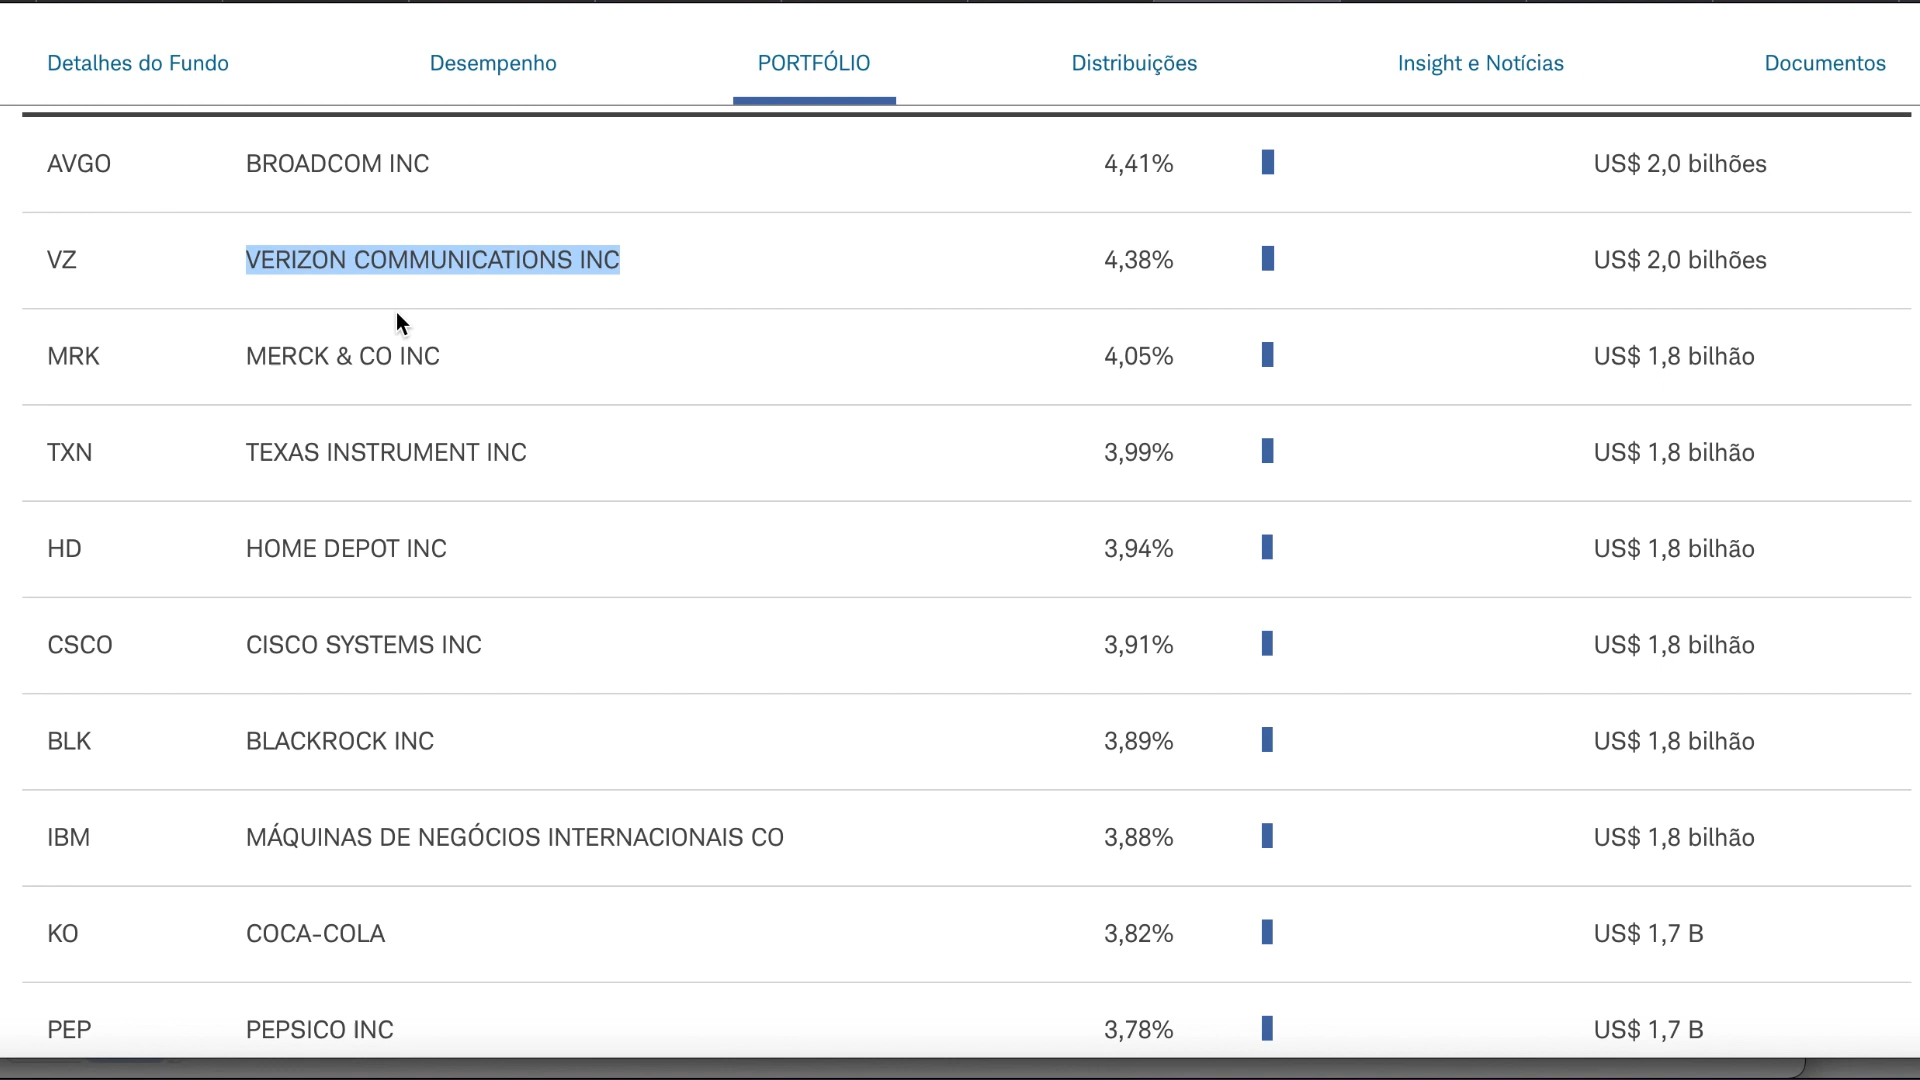 Detalhes do Fundo Desempenho PORTFÓLIO Distribuições Insight e Notícias Documentos
AVGO BROADCOM INC 4,41% US$ 2,0 bilhões
VZ VERIZON COMMUNICATIONS INC 4,38% US$ 2,0 bilhões
MRK MERCK & CO INC 4,05% US$ 1,8 bilhão
TXN TEXAS INSTRUMENT INC 3,99% US$ 1,8 bilhão
HD HOME DEPOT INC 3,94% US$ 1,8 bilhão
CSCO CISCO SYSTEMS INC 3,91% US$ 1,8 bilhão
BLK BLACKROCK INC 3,89% US$ 1,8 bilhão
IBM MÁQUINAS DE NEGÓCIOS INTERNACIONAIS CO 3,88% US$ 1,8 bilhão
KO COCA-COLA 3,82% US$ 1,7 B
PEP PEPSICO INC 3,78% US$ 1,7 B